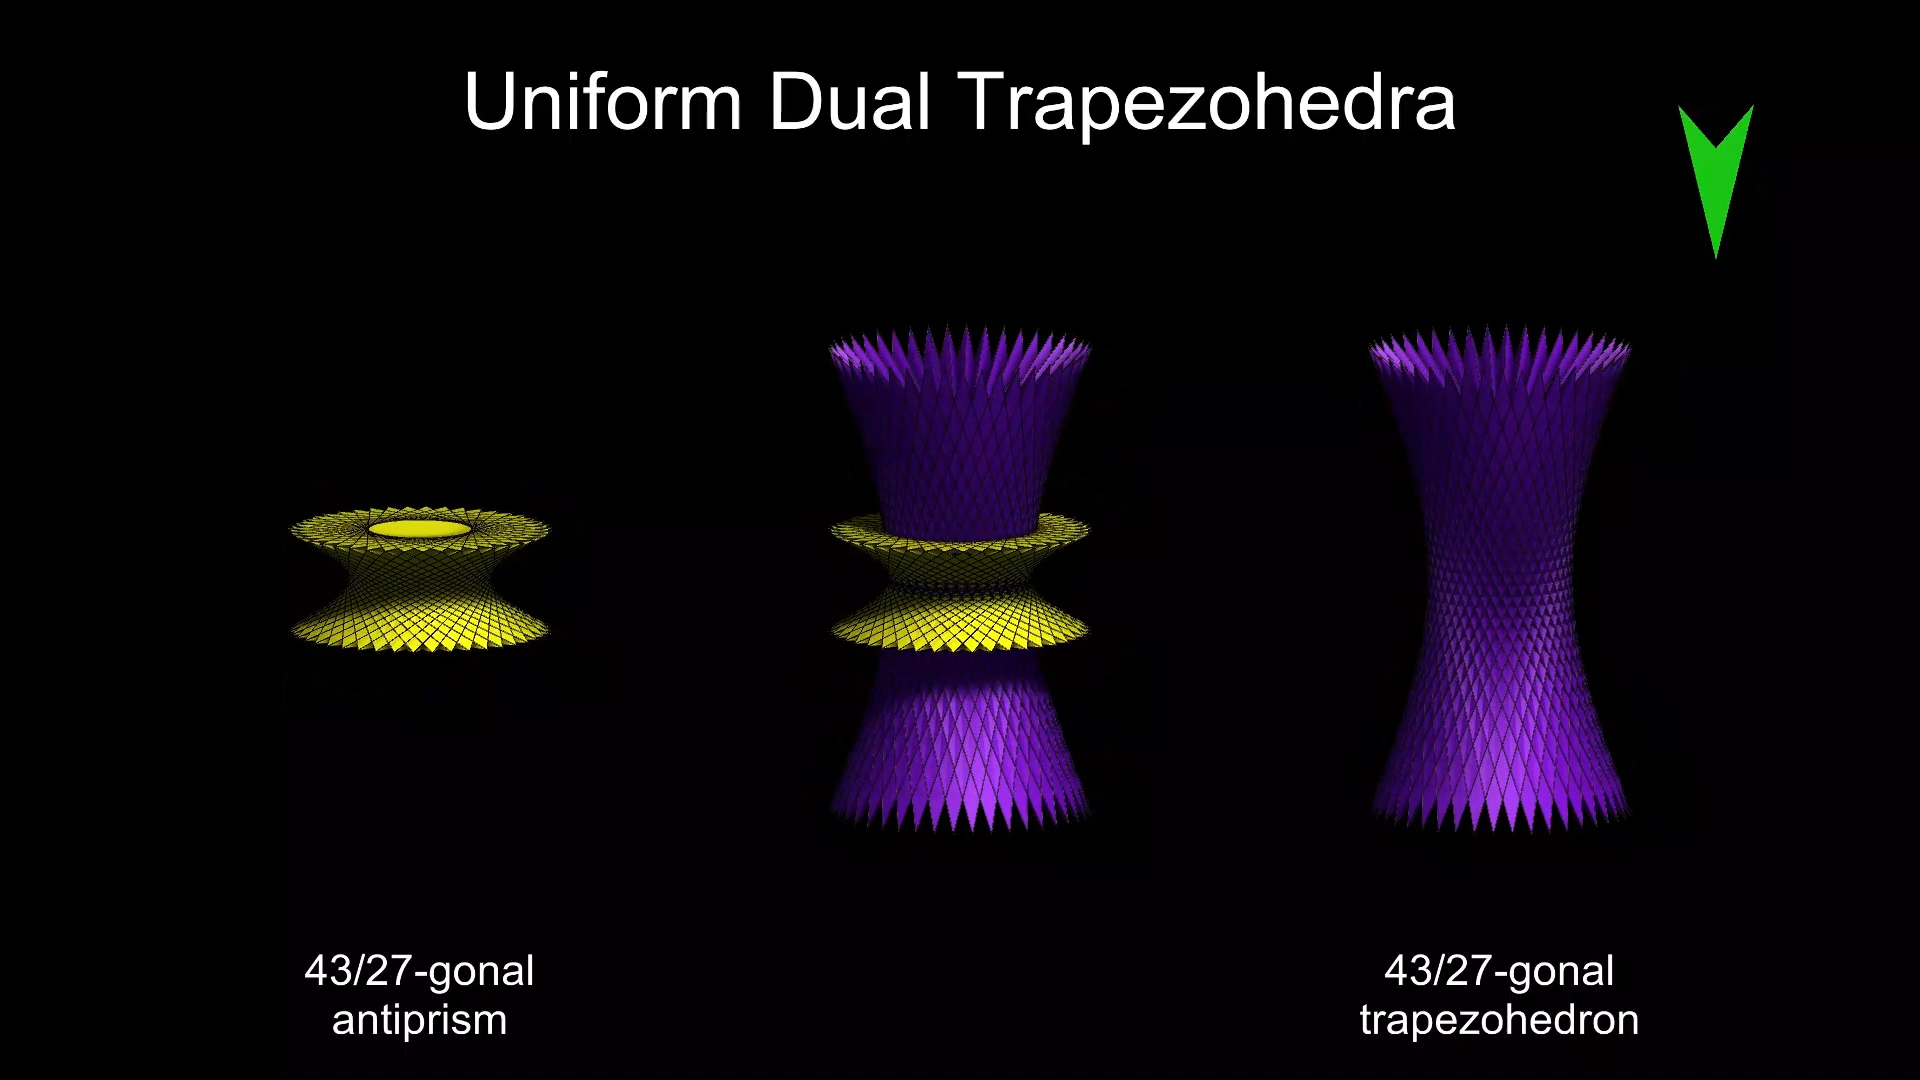 Uniform Dual Trapezohedra
43/27-gonal
antiprism
43/27-gonal
trapezohedron